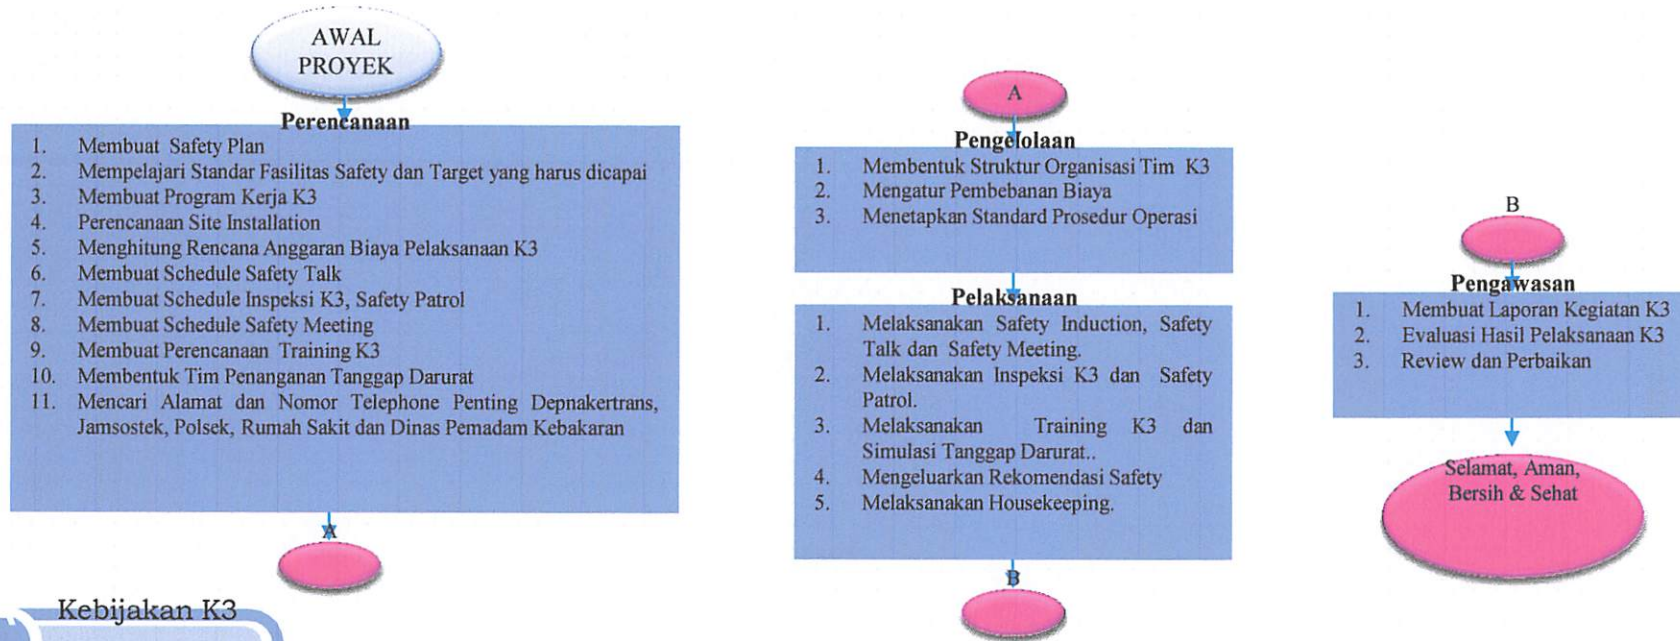 AWAL
PROYEK
Perencanaan
1. Membuat Safety Plan
2. Mempelajari Standar Fasilitas Safety dan Target yang harus dicapai
3. Membuat Program Kerja K3
4. Perencanaan Site Installation
5. Menghitung Rencana Anggaran Biaya Pelaksanaan K3
6. Membuat Schedule Safety Talk
7. Membuat Schedule Inspeksi K3, Safety Patrol
8. Membuat Schedule Safety Meeting
9. Membuat Perencanaan Training K3
10. Membentuk Tim Penanganan Tanggap Darurat
11. Mencari Alamat dan Nomor Telephone Penting Depnakertrans,
Jamsostek, Polsek, Rumah Sakit dan Dinas Pemadam Kebakaran
A
A
Pengelolaan
1. Membentuk Struktur Organisasi Tim K3
2. Mengatur Pembebanan Biaya
3. Menetapkan Standard Prosedur Operasi
Pelaksanaan
1. Melaksanakan Safety Induction, Safety
Talk dan Safety Meeting.
2. Melaksanakan Inspeksi K3 dan Safety
Patrol.
3. Melaksanakan Training K3 dan
Simulasi Tanggap Darurat..
4. Mengeluarkan Rekomendasi Safety
5. Melaksanakan Housekeeping.
B
B
Pengawasan
1. Membuat Laporan Kegiatan K3
2. Evaluasi Hasil Pelaksanaan K3
3. Review dan Perbaikan
Selamat, Aman,
Bersih & Sehat
Kebijakan K3